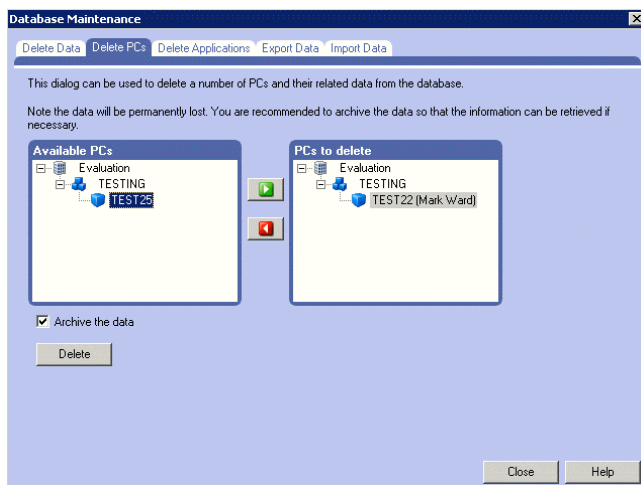 Database Maintenance
Delete Data Delete PCs Delete Applications Export Data Import Data
This dialog can be used to delete a number of PCs and their related data from the database.
Note the data will be permanently lost. You are recommended to archive the data so that the information can be retrieved if
necessary.
Available PCs
Evaluation
TESTING
TEST25
PCs to delete
Evaluation
TESTING
TEST22 (Mark Ward)
Archive the data
Delete
Close Help